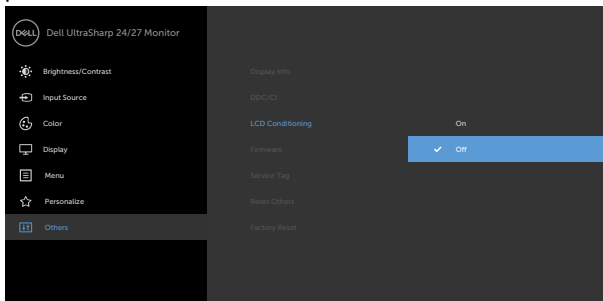 DELL Dell UltraSharp 24/27 Monitor
Brightness/Contrast Display Info
Input Source DDC/CI
Color LCD Conditioning On
Display Firmware Off
Menu Service Tag
Personalize Reset Others
Others Factory Reset